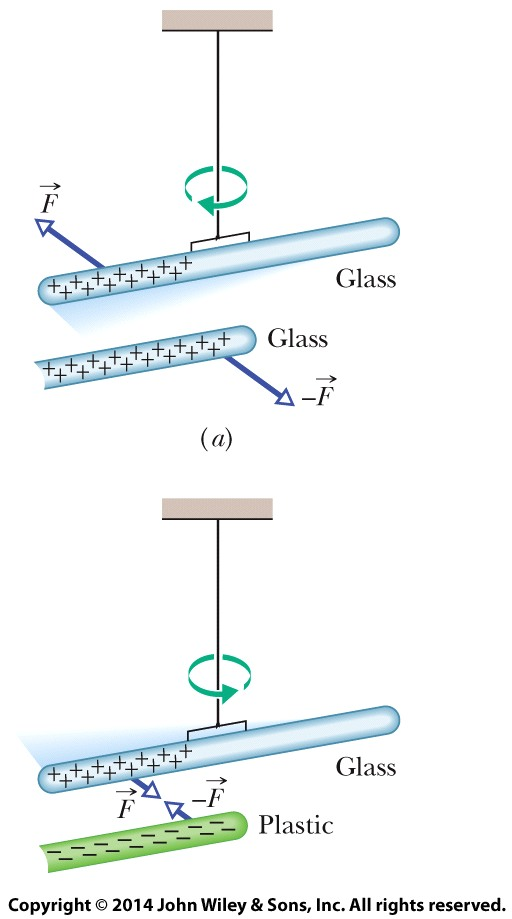 F
Glass
Glass
–F
(a)
Glass
F
–F
Plastic
Copyright © 2014 John Wiley & Sons, Inc. All rights reserved.